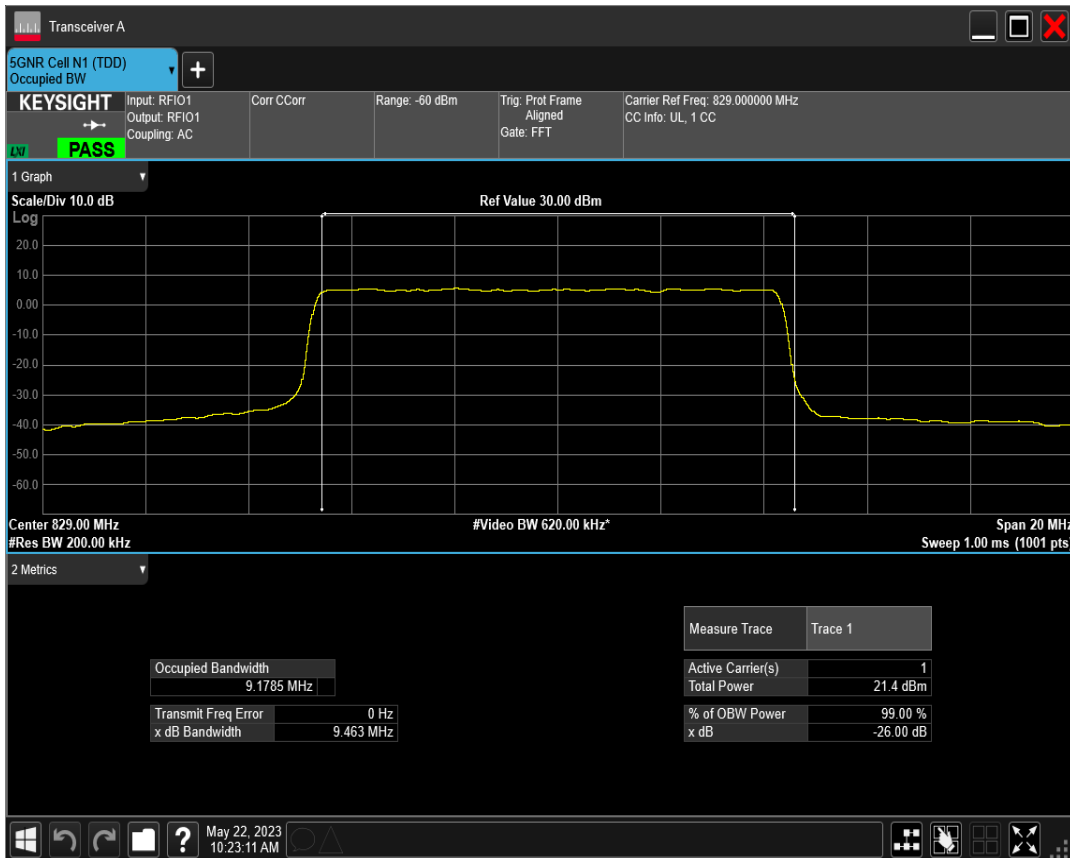 Transceiver A
5GNR Cell N1 (TDD)
Occupied BW
KEYSIGHT
LXI
PASS
Input: RFIO1
Output: RFIO1
Coupling: AC
Corr CCorr
Range: -60 dBm
Trig: Prot Frame
Aligned
Gate: FFT
Carrier Ref Freq: 829.000000 MHz
CC Info: UL, 1 CC
1 Graph
Scale/Div 10.0 dB
Ref Value 30.00 dBm
Log
20.0
10.0
0.00
-10.0
-20.0
-30.0
-40.0
-50.0
-60.0
Center 829.00 MHz
#Video BW 620.00 kHz*
Span 20 MHz
#Res BW 200.00 kHz
Sweep 1.00 ms (1001 pts)
2 Metrics
Measure Trace Trace 1
Occupied Bandwidth
9.1785 MHz
Active Carrier(s) 1
Total Power 21.4 dBm
Transmit Freq Error 0 Hz
x dB Bandwidth 9.463 MHz
% of OBW Power 99.00 %
x dB -26.00 dB
May 22, 2023
10:23:11 AM